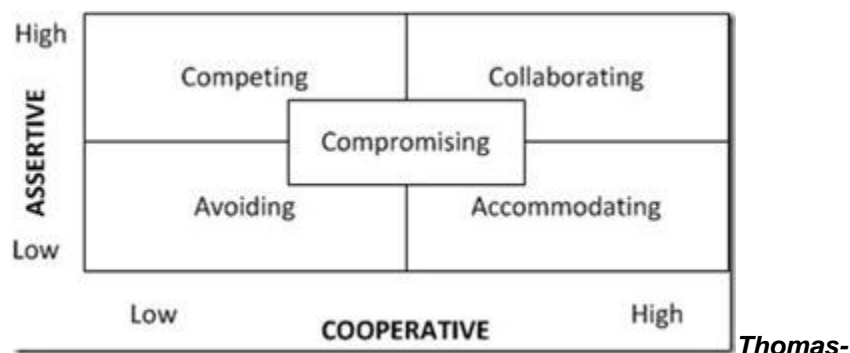 High
Competing Collaborating
ASSERTIVE
Compromising
Avoiding Accommodating
Low
Low High
COOPERATIVE
Thomas-